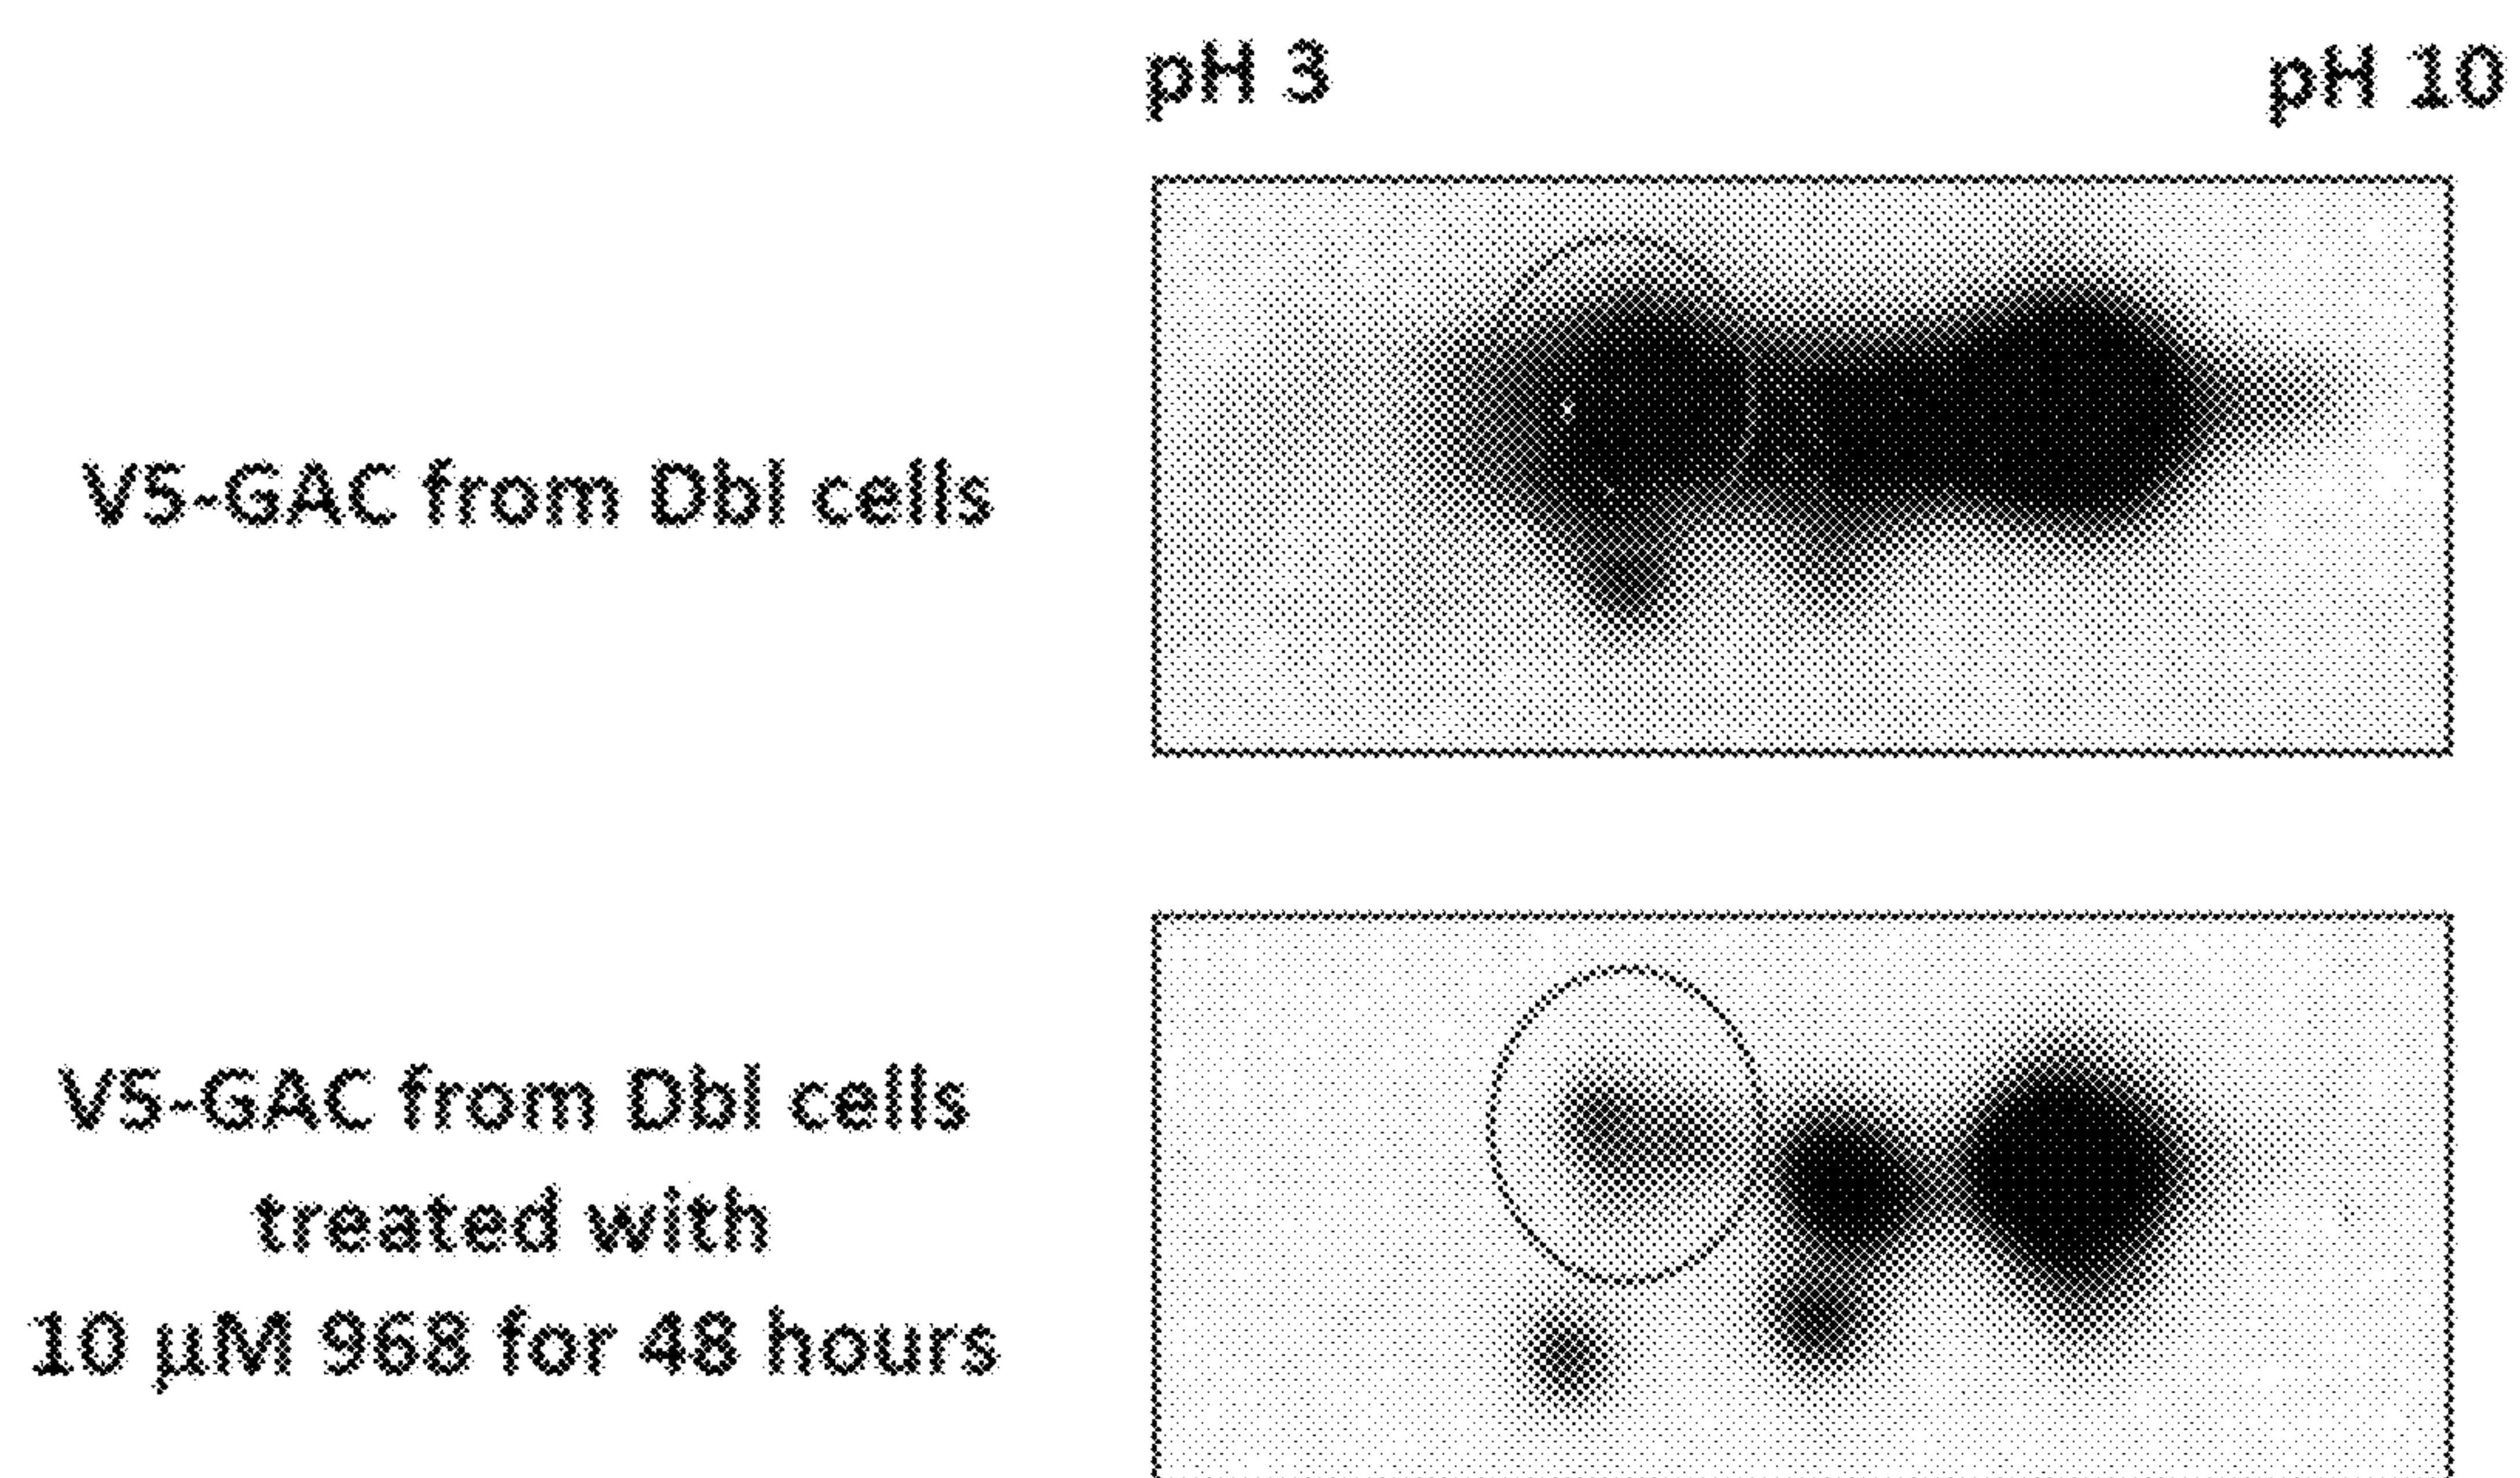 pH 3 pH 10
V5-GAC from Dbl cells
V5-GAC from Dbl cells
treated with
10 µM 968 for 48 hours